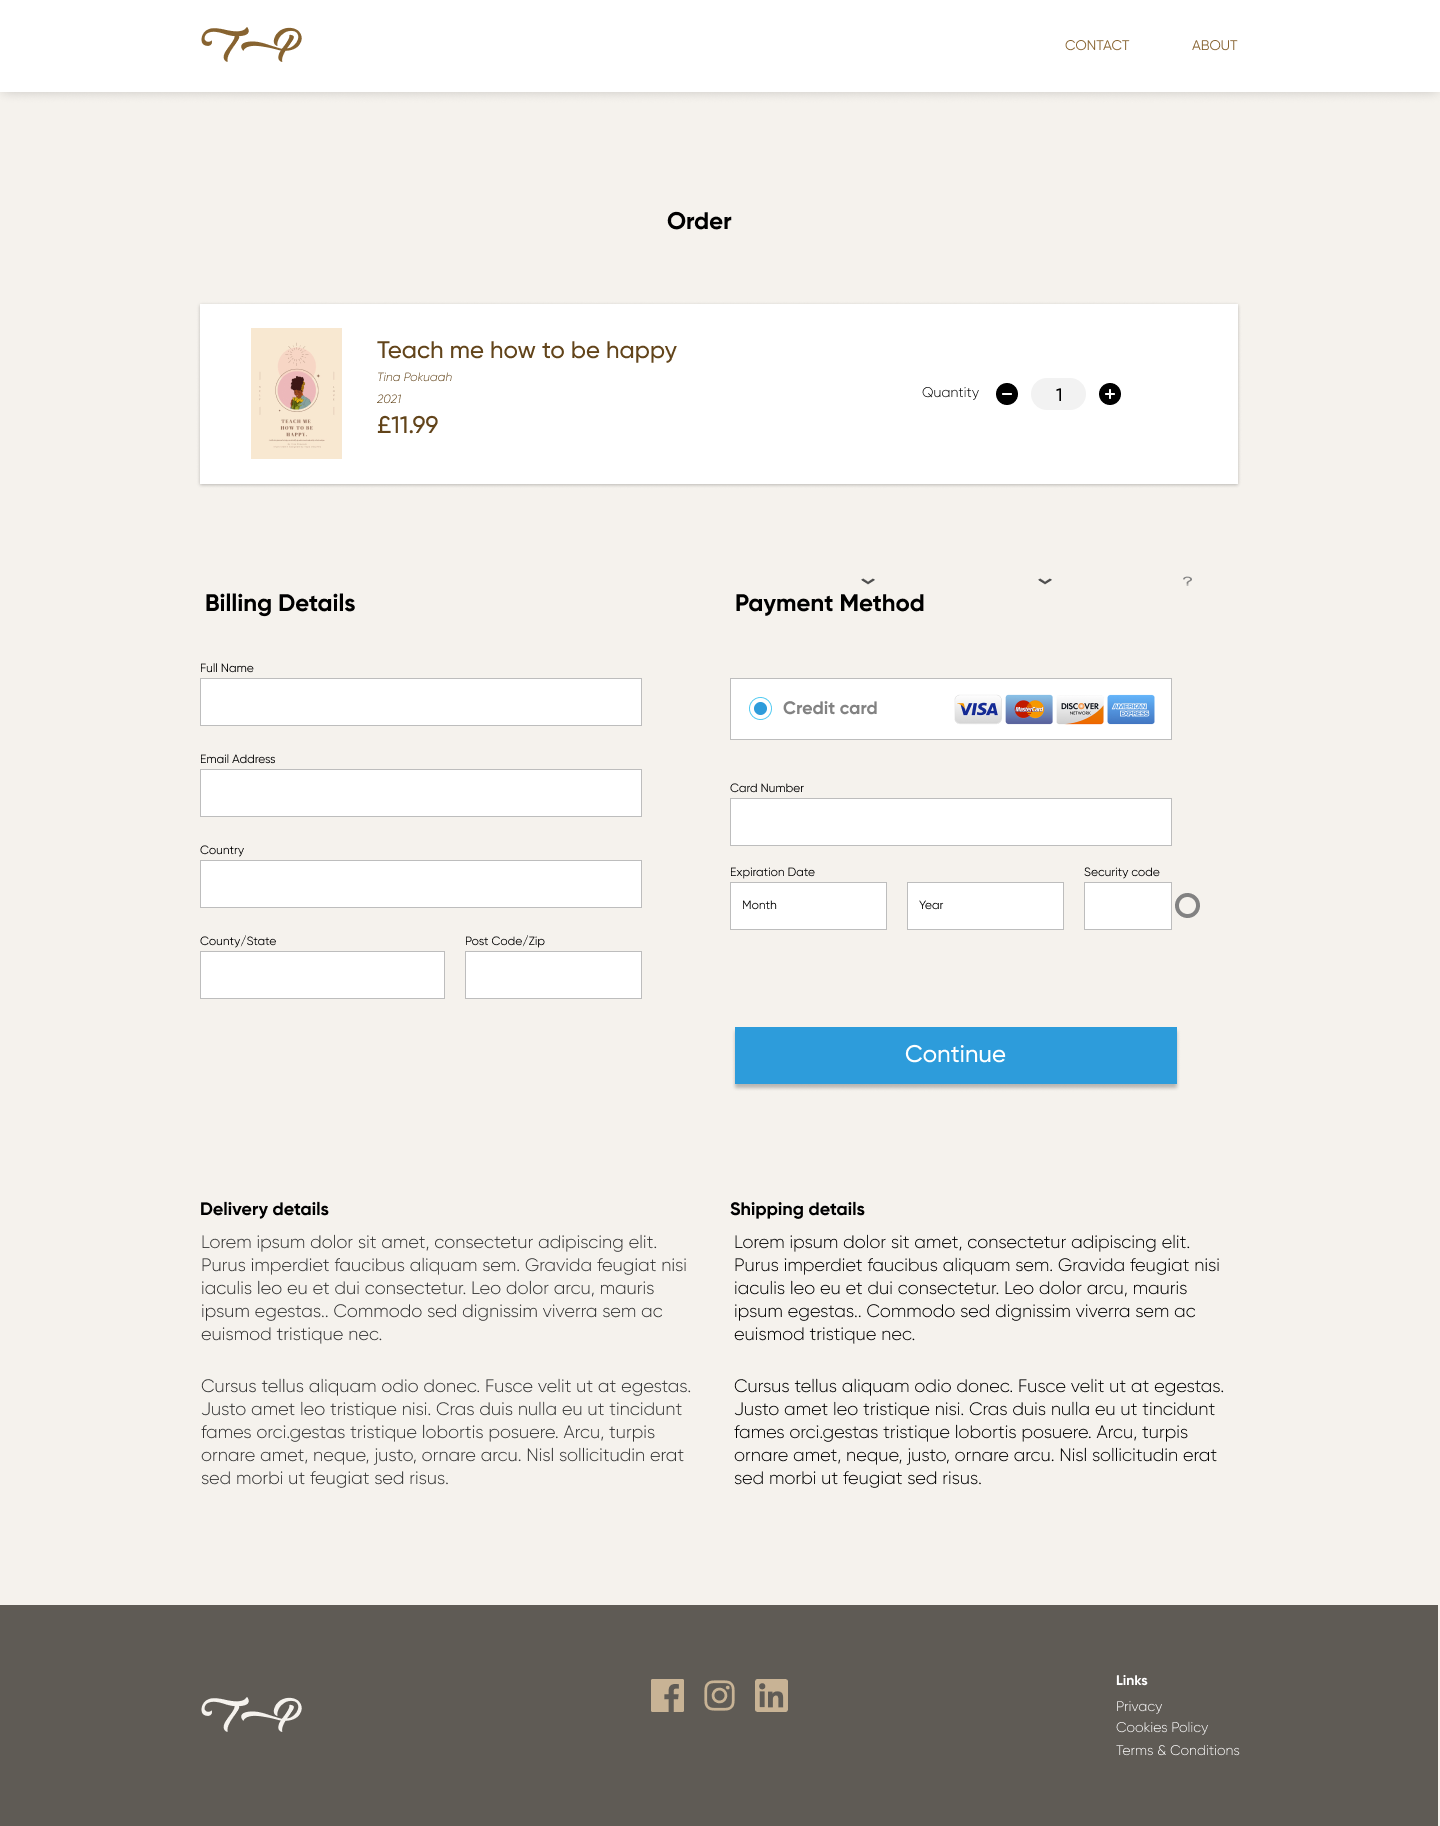 TP
CONTACT
ABOUT
Order
TEACH ME
HOW TO BE
HAPPY.
Teach me how to be happy
Tina Pokuaah
2021
£11.99
Quantity
1
Billing Details
Payment Method
?
Full Name
Email Address
Country
County/State
Post Code/Zip
Credit card
VISA
MasterCard
DISCOVER
NETWORK
AMERICAN
EXPRESS
Card Number
Expiration Date
Security code
Month
Year
Continue
Delivery details
Lorem ipsum dolor sit amet, consectetur adipiscing elit.
Purus imperdiet faucibus aliquam sem. Gravida feugiat nisi
iaculis leo eu et dui consectetur. Leo dolor arcu, mauris
ipsum egestas.. Commodo sed dignissim viverra sem ac
euismod tristique nec.
Cursus tellus aliquam odio donec. Fusce velit ut at egestas.
Justo amet leo tristique nisi. Cras duis nulla eu ut tincidunt
fames orci.gestas tristique lobortis posuere. Arcu, turpis
ornare amet, neque, justo, ornare arcu. Nisl sollicitudin erat
sed morbi ut feugiat sed risus.
Shipping details
Lorem ipsum dolor sit amet, consectetur adipiscing elit.
Purus imperdiet faucibus aliquam sem. Gravida feugiat nisi
iaculis leo eu et dui consectetur. Leo dolor arcu, mauris
ipsum egestas.. Commodo sed dignissim viverra sem ac
euismod tristique nec.
Cursus tellus aliquam odio donec. Fusce velit ut at egestas.
Justo amet leo tristique nisi. Cras duis nulla eu ut tincidunt
fames orci.gestas tristique lobortis posuere. Arcu, turpis
ornare amet, neque, justo, ornare arcu. Nisl sollicitudin erat
sed morbi ut feugiat sed risus.
TP
Links
Privacy
Cookies Policy
Terms & Conditions